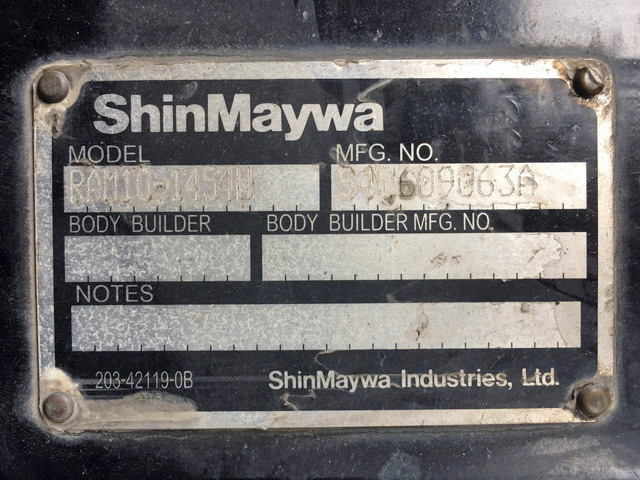 ShinMaywa
MODEL MFG. NO.
BODY BUILDER BODY BUILDER MFG. NO.
NOTES
203-42119-0B ShinMaywa Industries, Ltd.